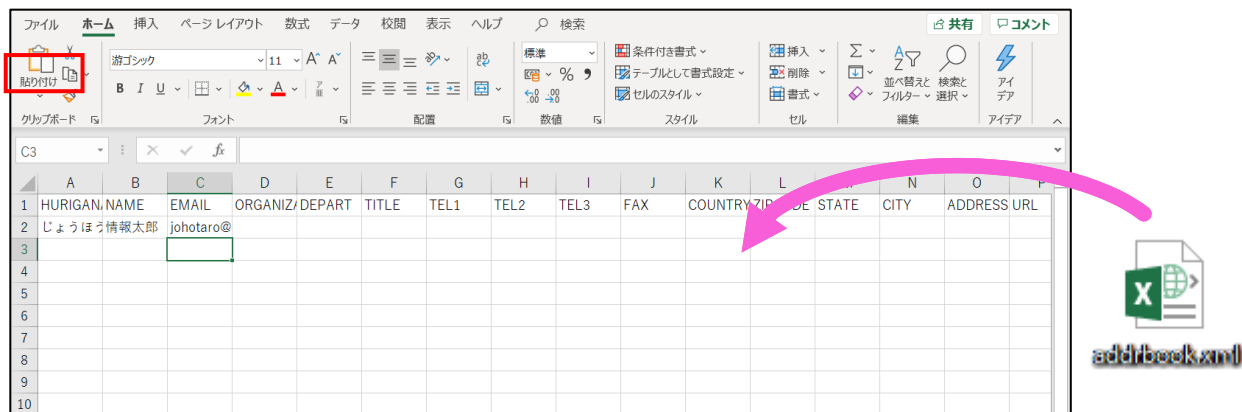 ファイル ホーム 挿入 ページ レイアウト 数式 データ 校閲 表示 ヘルプ 検索 共有 コメント
貼り付け 游ゴシック 11 A A ab 標準 条件付き書式 挿入 Σ A Z
B I U A ア 亜 % 9 テーブルとして書式設定 削除 並べ替えと フィルター 検索と 選択 アイ デア
.00 .00 セルのスタイル 書式
クリップボード フォント 配置 数値 スタイル セル 編集 アイデア
C3 fx
A B C D E F G H I J K L N O P
1 HURIGAN NAME EMAIL ORGANIZA DEPART TITLE TEL1 TEL2 TEL3 FAX COUNTRY STATE CITY ADDRESS URL
2 じょうほう 情報太郎 johotaro@
3
4
5
6
7
8
9
10
X
addrbook.xml